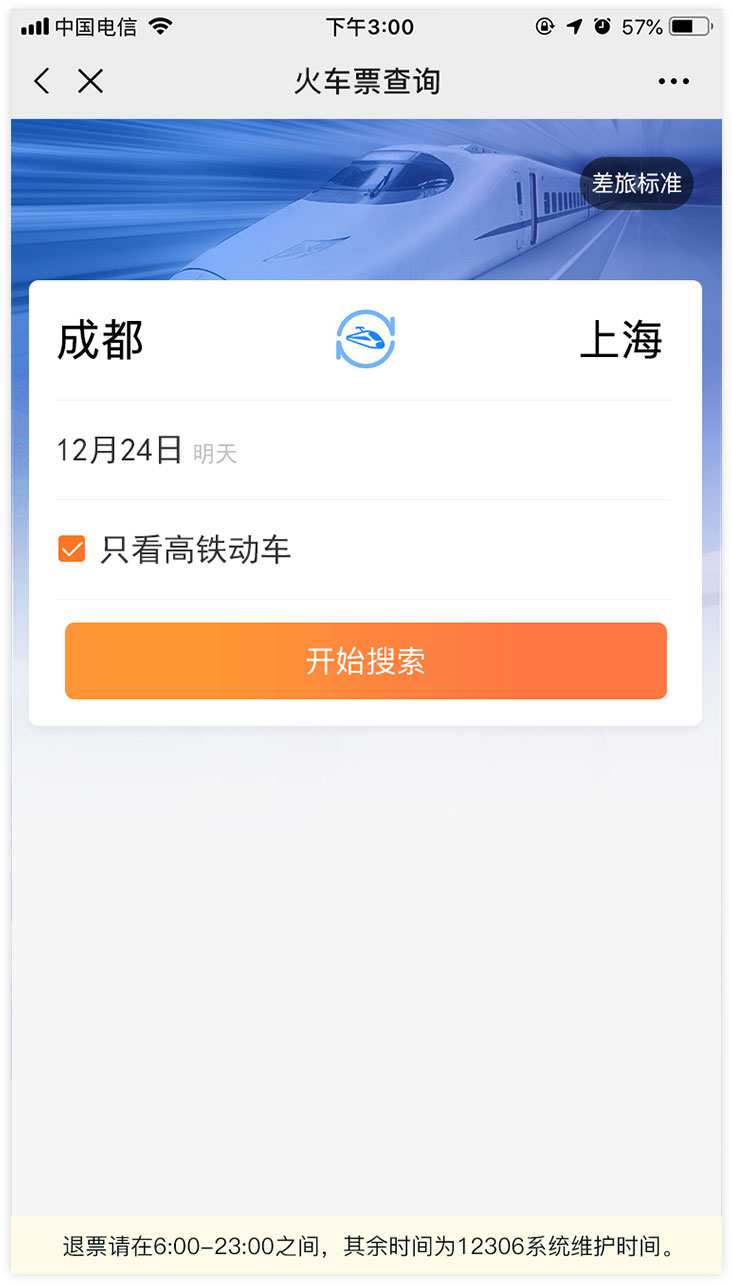 中国电信 下午3:00 57%
火车票查询
差旅标准
成都 上海
12月24日 明天
只看高铁动车
开始搜索
退票请在6:00-23:00之间，其余时间为12306系统维护时间。